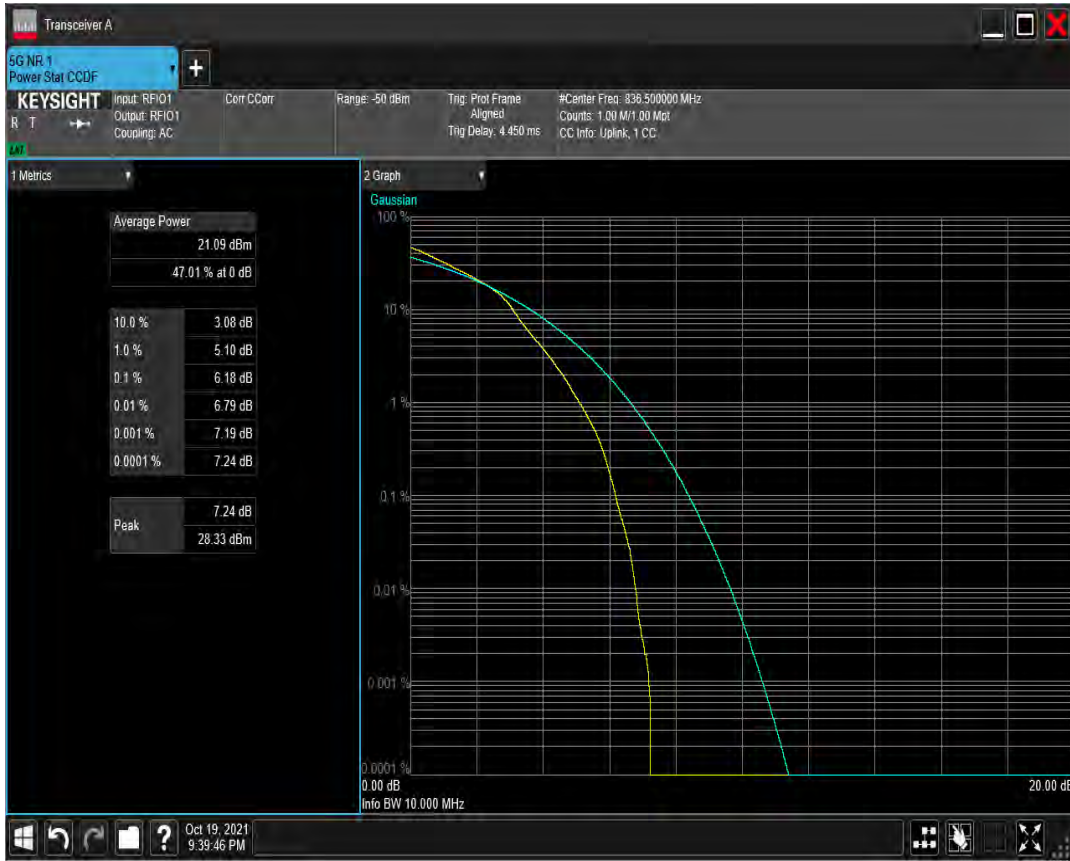 Transceiver A
5G NR 1
Power Stat CCDF
+
KEYSIGHT
R T
LXI
Input: RFIO1
Output: RFIO1
Coupling: AC
Corr CCorr
Range: -50 dBm
Trig: Prot Frame
Aligned
Trig Delay: 4.450 ms
#Center Freq: 836.500000 MHz
Counts: 1.00 M/1.00 Mpt
CC Info: Uplink, 1 CC
1 Metrics
Average Power
21.09 dBm
47.01 % at 0 dB
10.0 % 3.08 dB
1.0 % 5.10 dB
0.1 % 6.18 dB
0.01 % 6.79 dB
0.001 % 7.19 dB
0.0001 % 7.24 dB
Peak
7.24 dB
28.33 dBm
2 Graph
Gaussian
100 %
10 %
1 %
0.1 %
0.01 %
0.001 %
0.0001 %
0.00 dB
20.00 dB
Info BW 10.000 MHz
?
Oct 19, 2021
9:39:46 PM